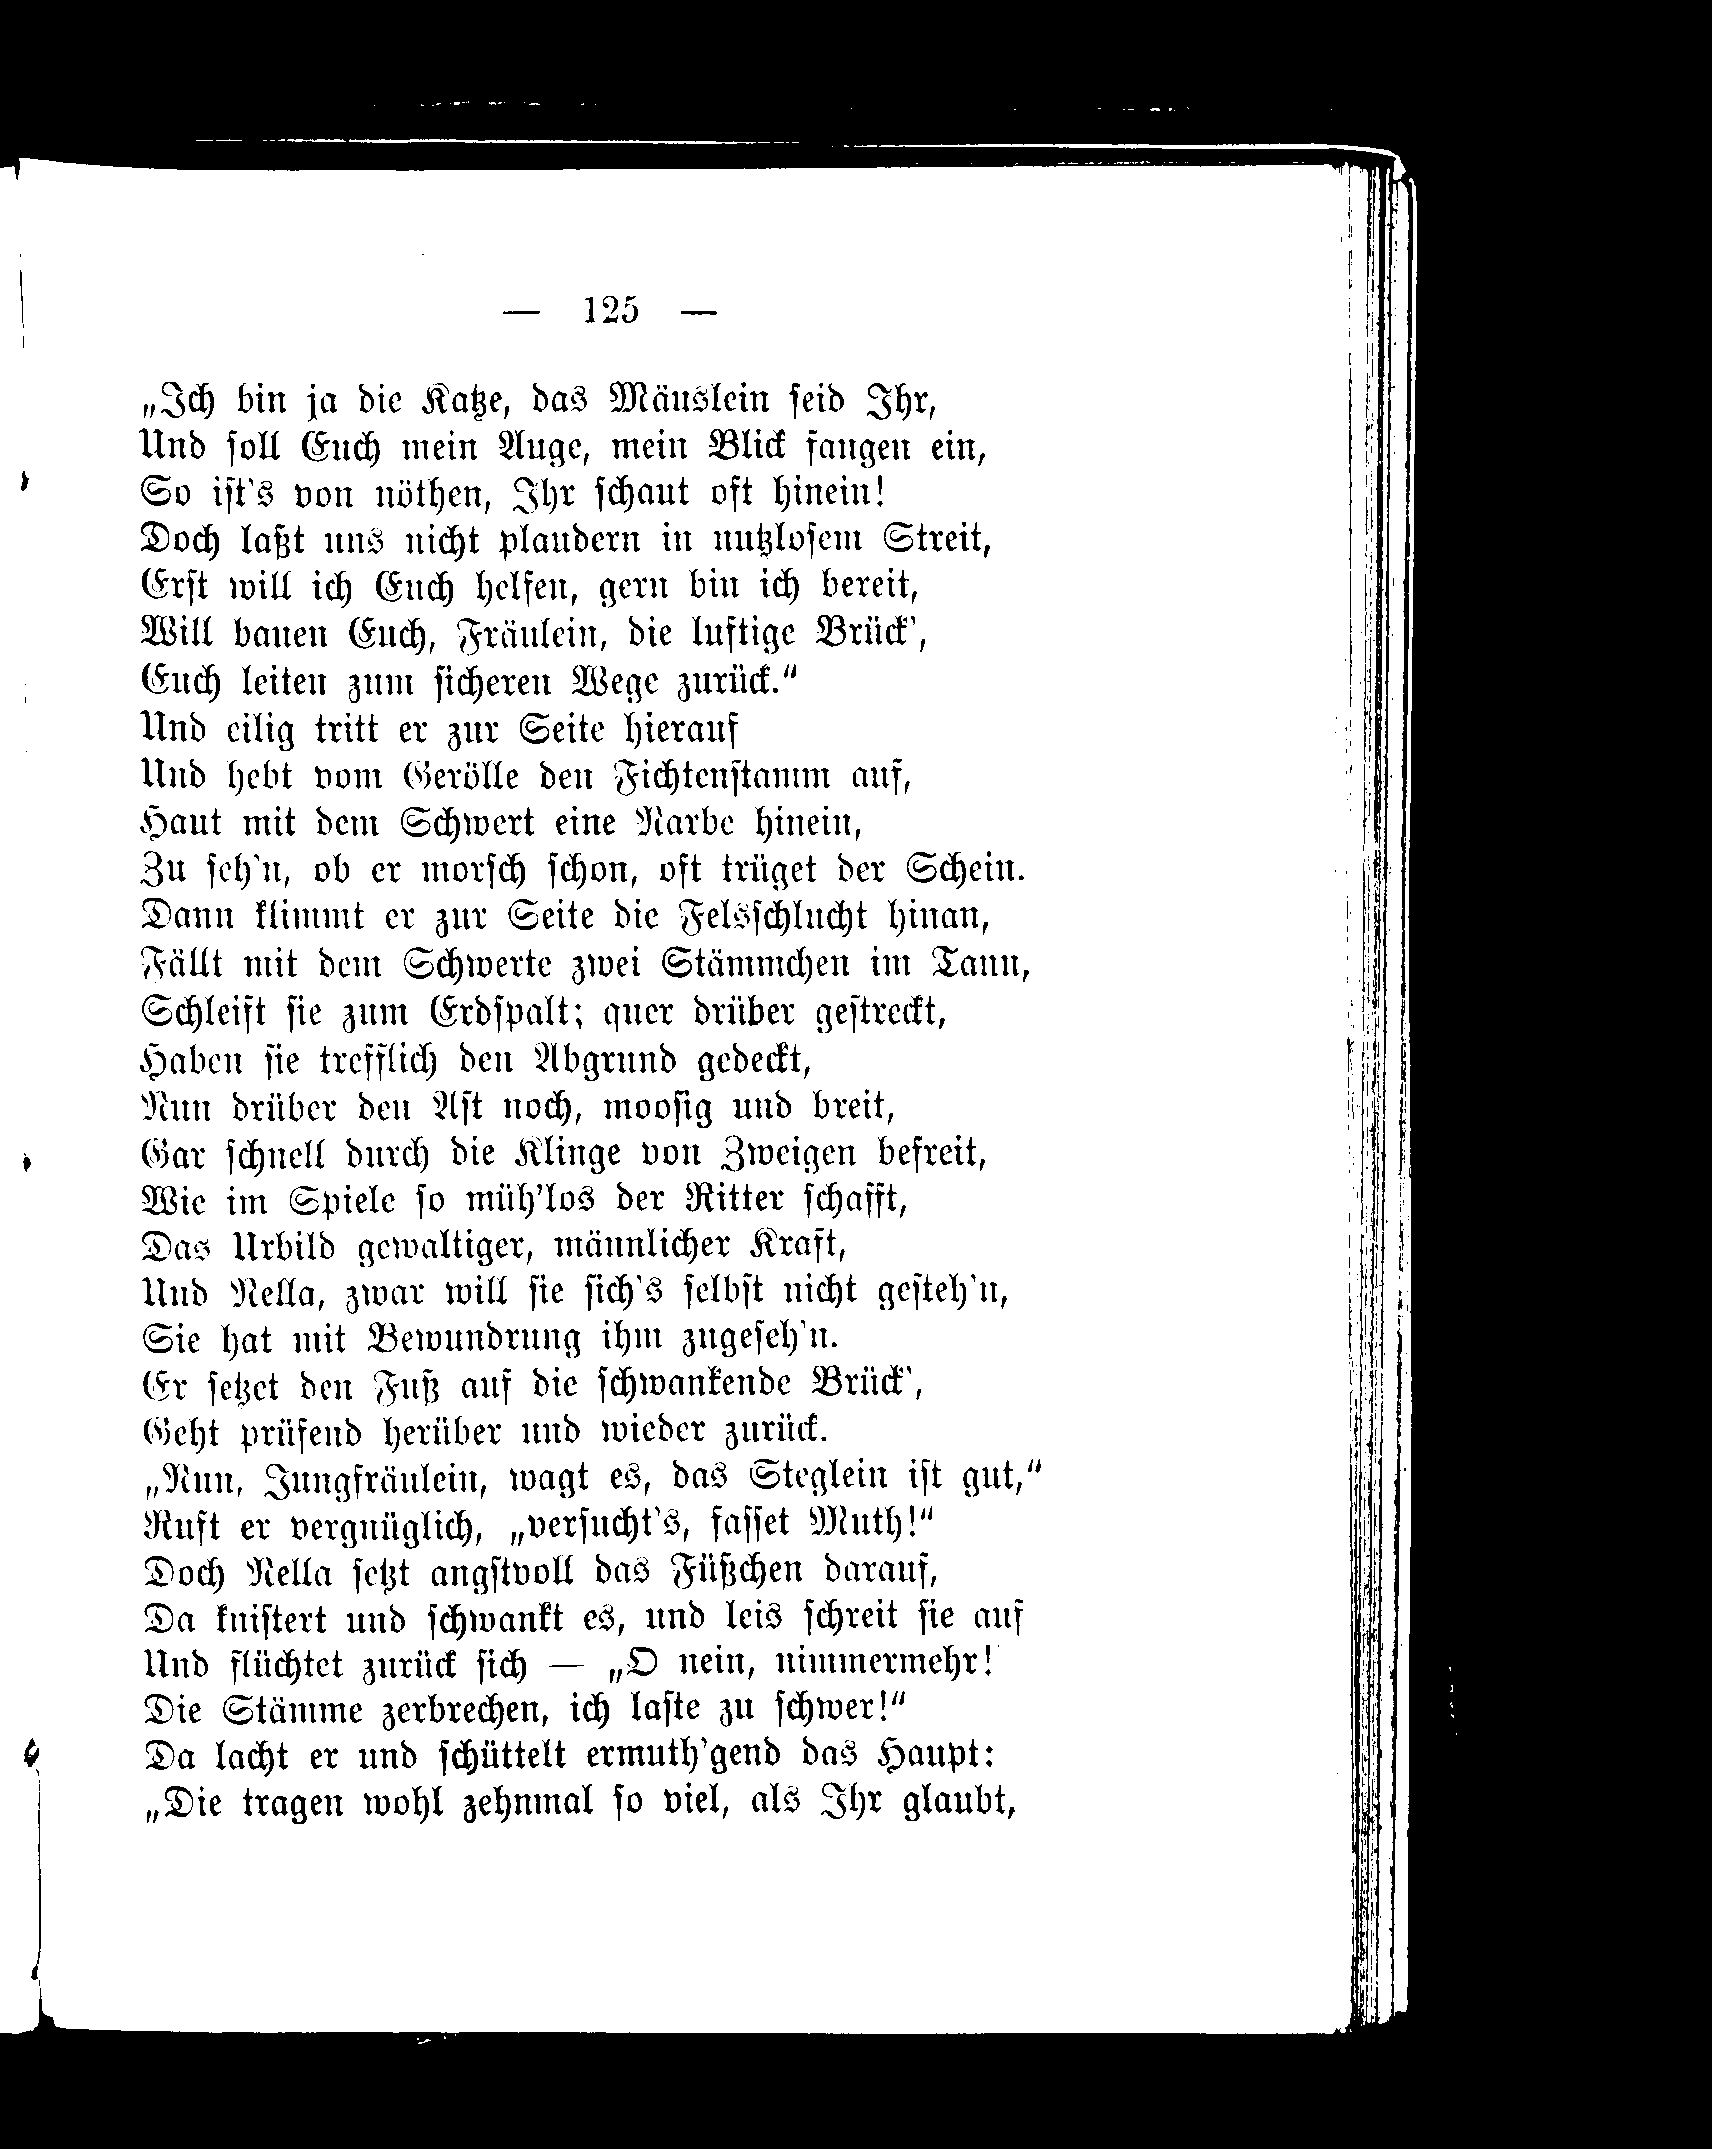 — 125 —
„Ich bin ja die Katze, das Mäuslein ſeid Ihr,
Und ſoll Euch mein Auge, mein Blick fangen ein,
So iſt's von nöthen, Ihr ſchaut oft hinein!
Doch laßt uns nicht plaudern in nutzloſem Streit,
Erſt will ich Euch helfen, gern bin ich bereit,
Will bauen Euch, Fräulein, die luftige Brück',
Euch leiten zum ſicheren Wege zurück.“
Und eilig tritt er zur Seite hierauf
Und hebt vom Gerölle den Fichtenſtamm auf,
Haut mit dem Schwert eine Narbe hinein,
Zu ſeh'n, ob er morſch ſchon, oft trüget der Schein.
Dann klimmt er zur Seite die Felsſchlucht hinan,
Fällt mit dem Schwerte zwei Stämmchen im Tann,
Schleift ſie zum Erdſpalt; quer drüber geſtreckt,
Haben ſie trefflich den Abgrund gedeckt,
Nun drüber den Aſt noch, mooſig und breit,
Gar ſchnell durch die Klinge von Zweigen befreit,
Wie im Spiele ſo müh'los der Ritter ſchafft,
Das Urbild gewaltiger, männlicher Kraft,
Und Nella, zwar will ſie ſich's ſelbſt nicht geſteh'n,
Sie hat mit Bewundrung ihm zugeſeh'n.
Er ſetzet den Fuß auf die ſchwankende Brück',
Geht prüfend herüber und wieder zurück.
„Nun, Jungfräulein, wagt es, das Steglein iſt gut,“
Ruft er vergnüglich, „verſucht's, faſſet Muth!“
Doch Nella ſetzt angſtvoll das Füßchen darauf,
Da kniſtert und ſchwankt es, und leis ſchreit ſie auf
Und flüchtet zurück ſich — „O nein, nimmermehr!
Die Stämme zerbrechen, ich laſte zu ſchwer!“
Da lacht er und ſchüttelt ermuth'gend das Haupt:
„Die tragen wohl zehnmal ſo viel, als Ihr glaubt,